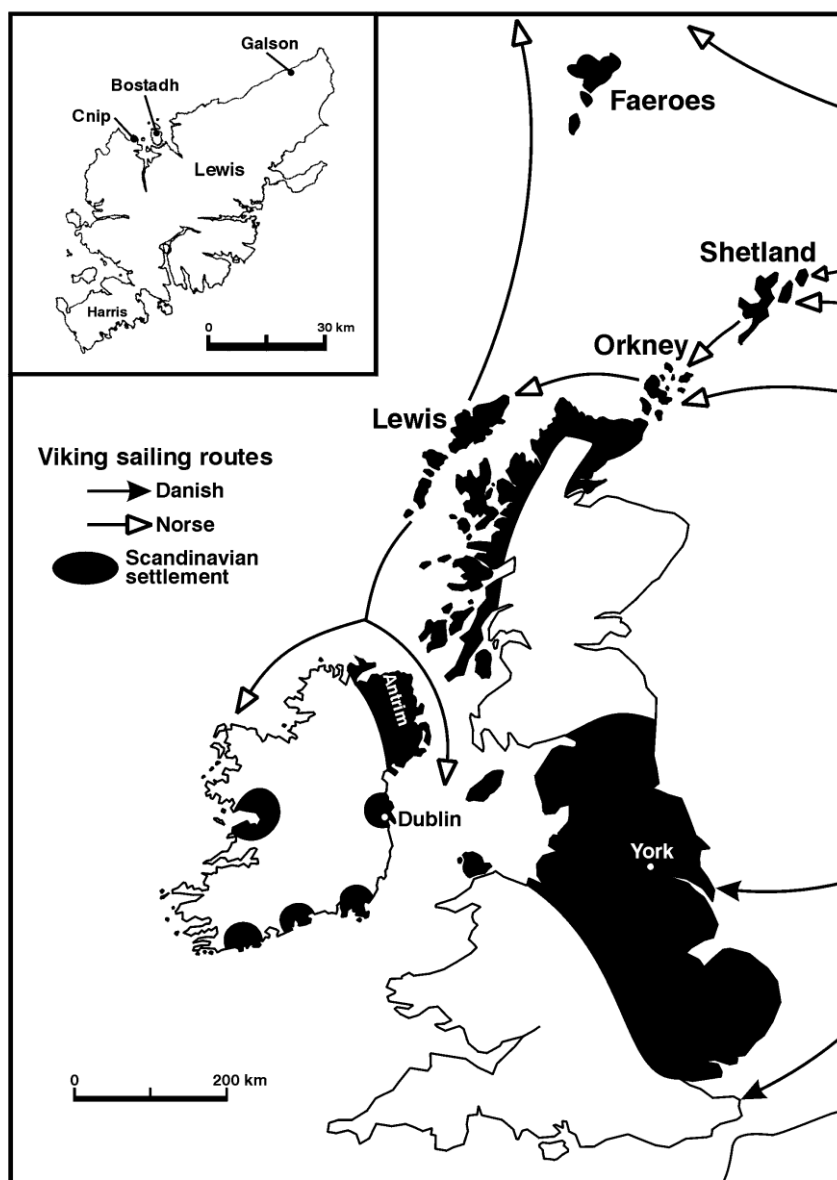 Galson
Bostadh
Cnip
Lewis
Harris
0 30 km
Faeroes
Shetland
Orkney
Lewis
Viking sailing routes
Danish
Norse
Scandinavian
settlement
Antrim
Dublin
York
0 200 km